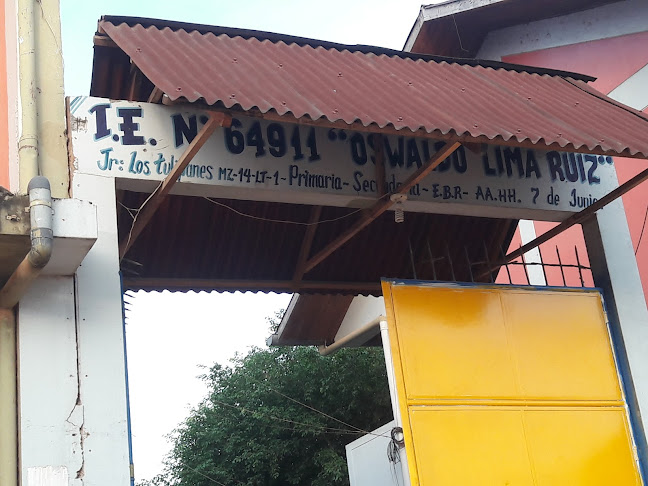 I.E. N° 64911 "OSWALDO LIMA RUIZ"
Jr: Los tulipanes MZ-14-LT-1-Primaria-Secundaria-E.B.R- AA.HH. 7 de Junio